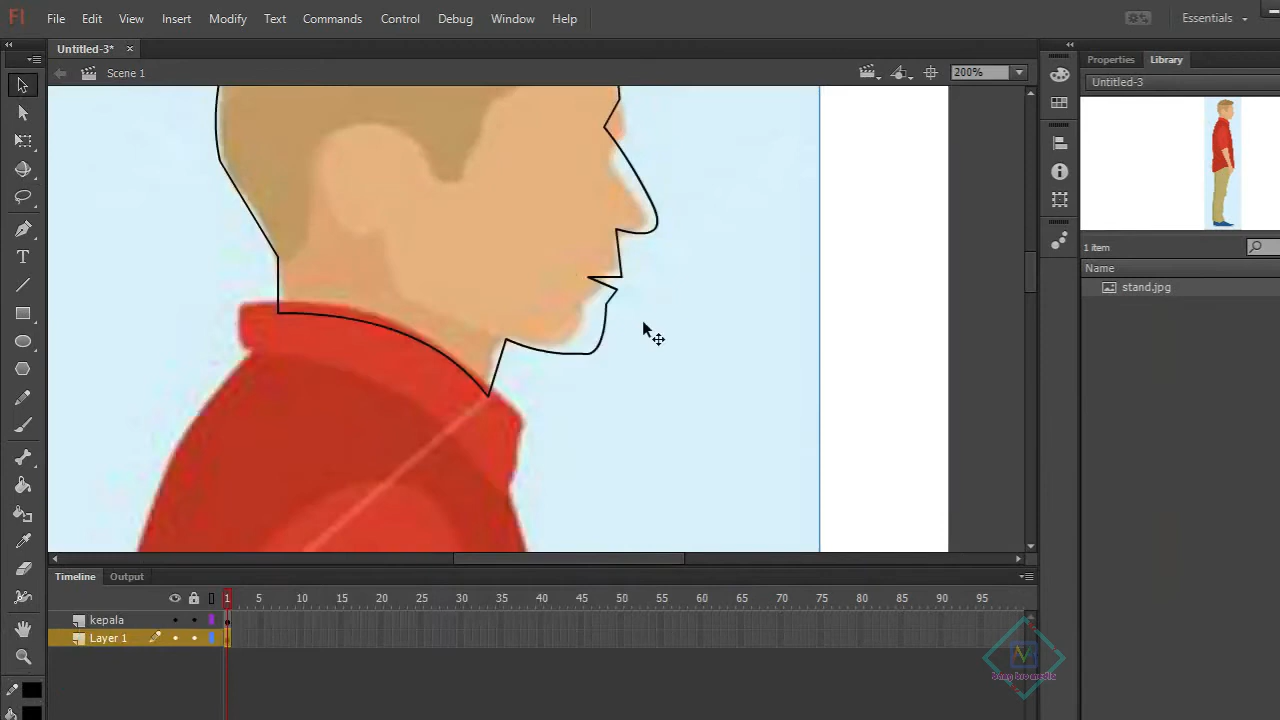 Fl File Edit View Insert Modify Text Commands Control Debug Window Help Essentials
Untitled-3* Properties Library
Scene 1 200% Untitled-3
T
1 item
Name
stand.jpg
Timeline Output
1 5 10 15 20 25 30 35 40 45 50 55 60 65 70 75 80 85 90 95
kepala
Layer 1